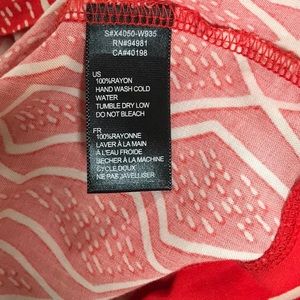 S#X4050-W935
RN#94981
CA#40198
US
100%RAYON
HAND WASH COLD
WATER
TUMBLE DRY LOW
DO NOT BLEACH
FR
100%RAYONNE
LAVER À LA MAIN
À L'EAU FROIDE
SÉCHER À LA MACHINE
CYCLE DOUX
NE PAS JAVELLISER